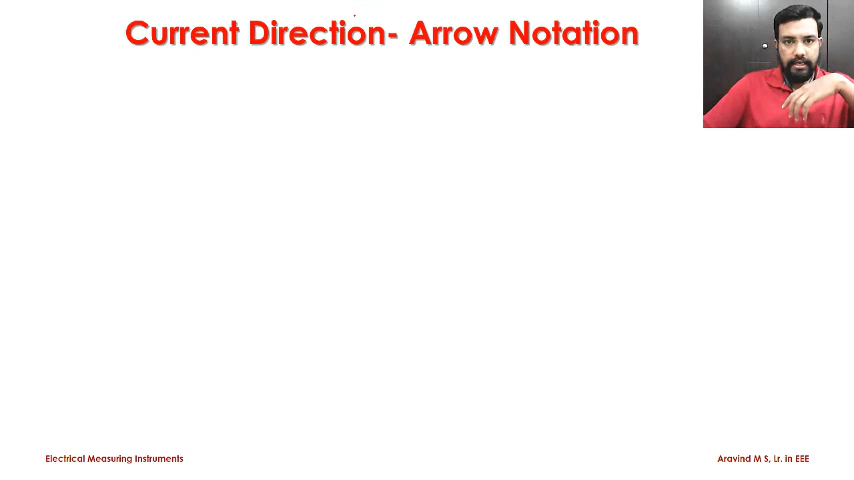 Current Direction- Arrow Notation
Electrical Measuring Instruments
Aravind M S, Lr. in EEE